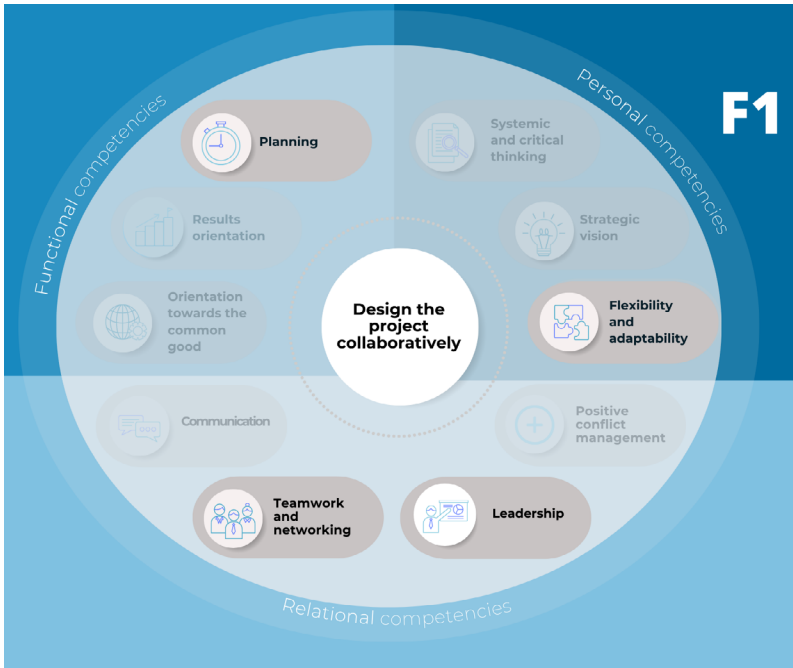 F1
Functional competencies
Personal competencies
Planning
Systemic
and critical
thinking
Results
orientation
Strategic
vision
Orientation
towards the
common
good
Design the
project
collaboratively
Flexibility
and
adaptability
Communication
Positive
conflict
management
Teamwork
and
networking
Leadership
Relational competencies